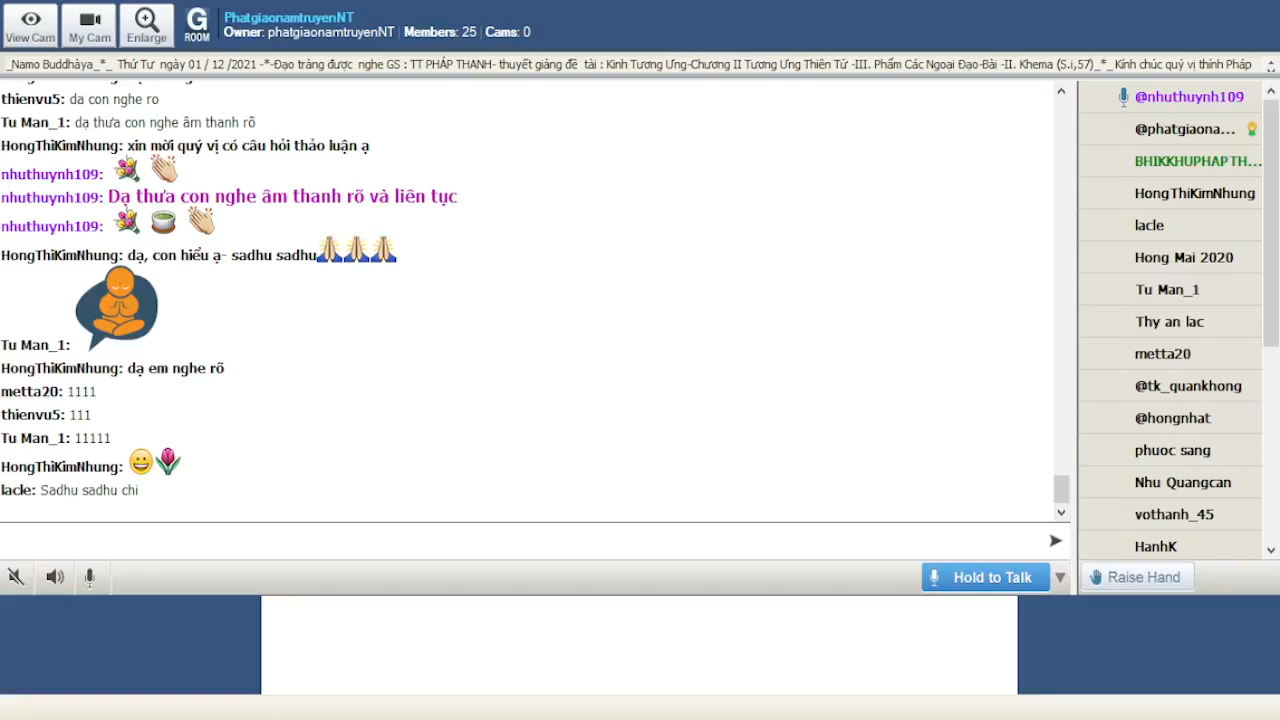 View Cam
My Cam
Enlarge
G
ROOM
PhatgiaonamtruyenNT
Owner: phatgiaonamtruyenNT | Members: 25 | Cams: 0
_Namo Buddhàya_*_ Thứ Tư ngày 01 / 12 /2021 -*-Đạo tràng được nghe GS : TT PHÁP THANH- thuyết giảng đề tài : Kinh Tương Ưng-Chương II Tương Ưng Thiên Tử -III. Phẩm Các Ngoại Đạo-Bài -II. Khema (S.i,57)_*_Kính chúc quý vị thính Pháp
thienvu5: da con nghe ro
Tu Man_1: dạ thưa con nghe âm thanh rõ
HongThiKimNhung: xin mời quý vị có câu hỏi thảo luận ạ
nhuthuynh109:
nhuthuynh109: Dạ thưa con nghe âm thanh rõ và liên tục
nhuthuynh109:
HongThiKimNhung: dạ, con hiểu ạ- sadhu sadhu
Tu Man_1:
HongThiKimNhung: dạ em nghe rõ
metta20: 1111
thienvu5: 111
Tu Man_1: 11111
HongThiKimNhung:
lacle: Sadhu sadhu chi
@nhuthuynh109
@phatgiaona...
BHIKKHUPHAPTH...
HongThiKimNhung
lacle
Hong Mai 2020
Tu Man_1
Thy an lac
metta20
@tk_quankhong
@hongnhat
phuoc sang
Nhu Quangcan
vothanh_45
HanhK
Hold to Talk
Raise Hand